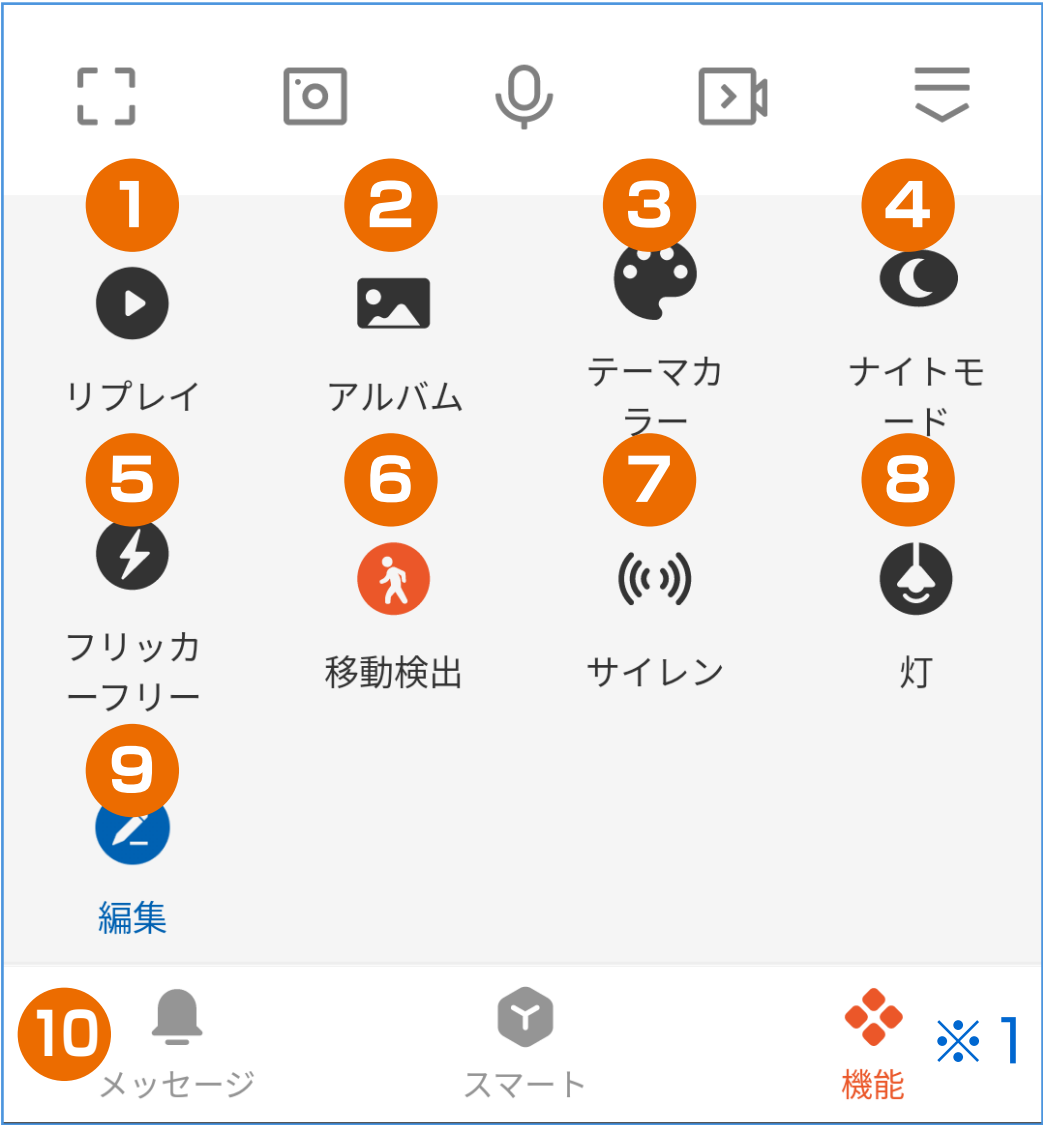 1 2 3 4
リプレイ アルバム テーマカ ナイトモ
ラー ード
5 6 7 8
フリッカ 移動検出 サイレン 灯
ーフリー
9
編集
10 ※1
メッセージ スマート 機能